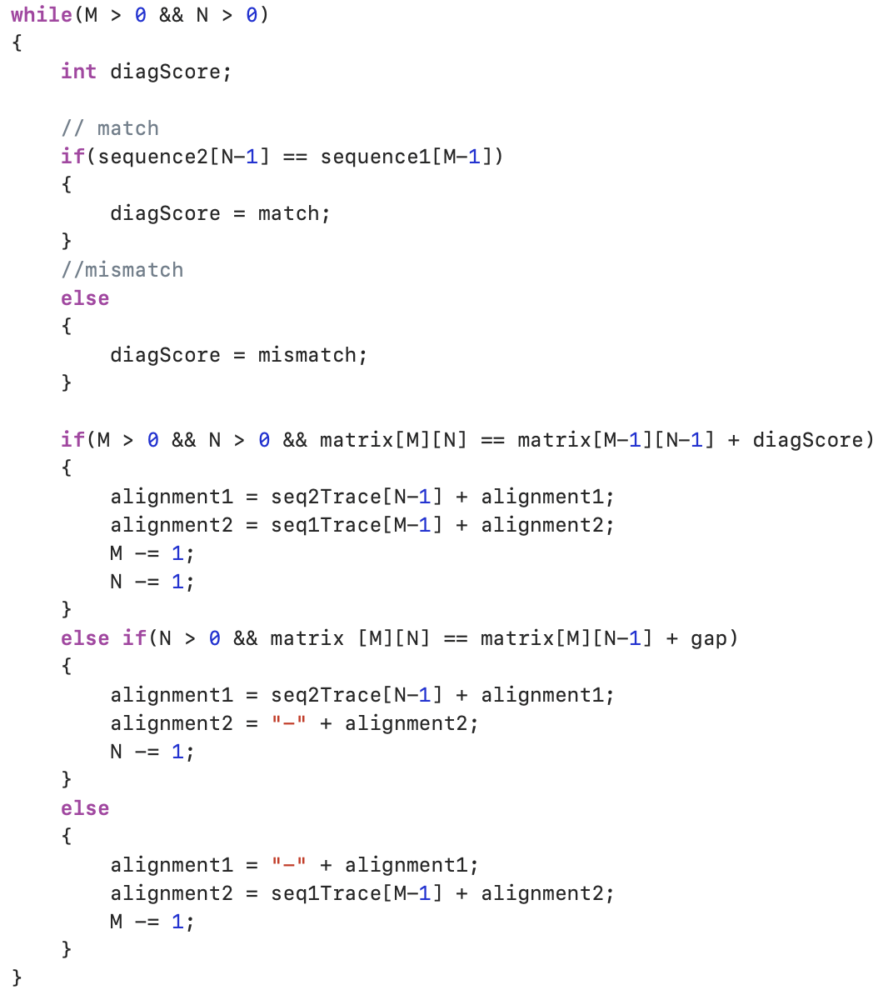 while(M > 0 && N > 0)
{
    int diagScore;

    // match
    if(sequence2[N-1] == sequence1[M-1])
    {
        diagScore = match;
    }
    //mismatch
    else
    {
        diagScore = mismatch;
    }

    if(M > 0 && N > 0 && matrix[M][N] == matrix[M-1][N-1] + diagScore)
    {
        alignment1 = seq2Trace[N-1] + alignment1;
        alignment2 = seq1Trace[M-1] + alignment2;
        M -= 1;
        N -= 1;
    }
    else if(N > 0 && matrix [M][N] == matrix[M][N-1] + gap)
    {
        alignment1 = seq2Trace[N-1] + alignment1;
        alignment2 = "-" + alignment2;
        N -= 1;
    }
    else
    {
        alignment1 = "-" + alignment1;
        alignment2 = seq1Trace[M-1] + alignment2;
        M -= 1;
    }
}